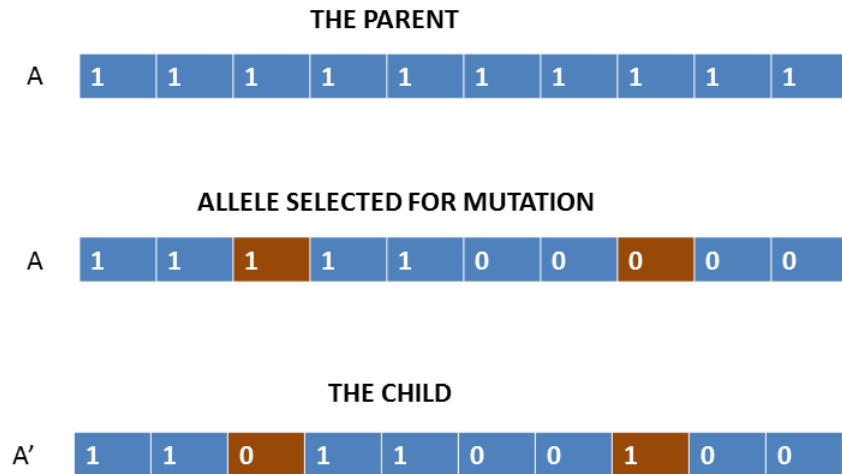 THE PARENT
A 1 1 1 1 1 1 1 1 1 1
ALLELE SELECTED FOR MUTATION
A 1 1 1 1 1 0 0 0 0 0
THE CHILD
A’ 1 1 0 1 1 0 0 1 0 0